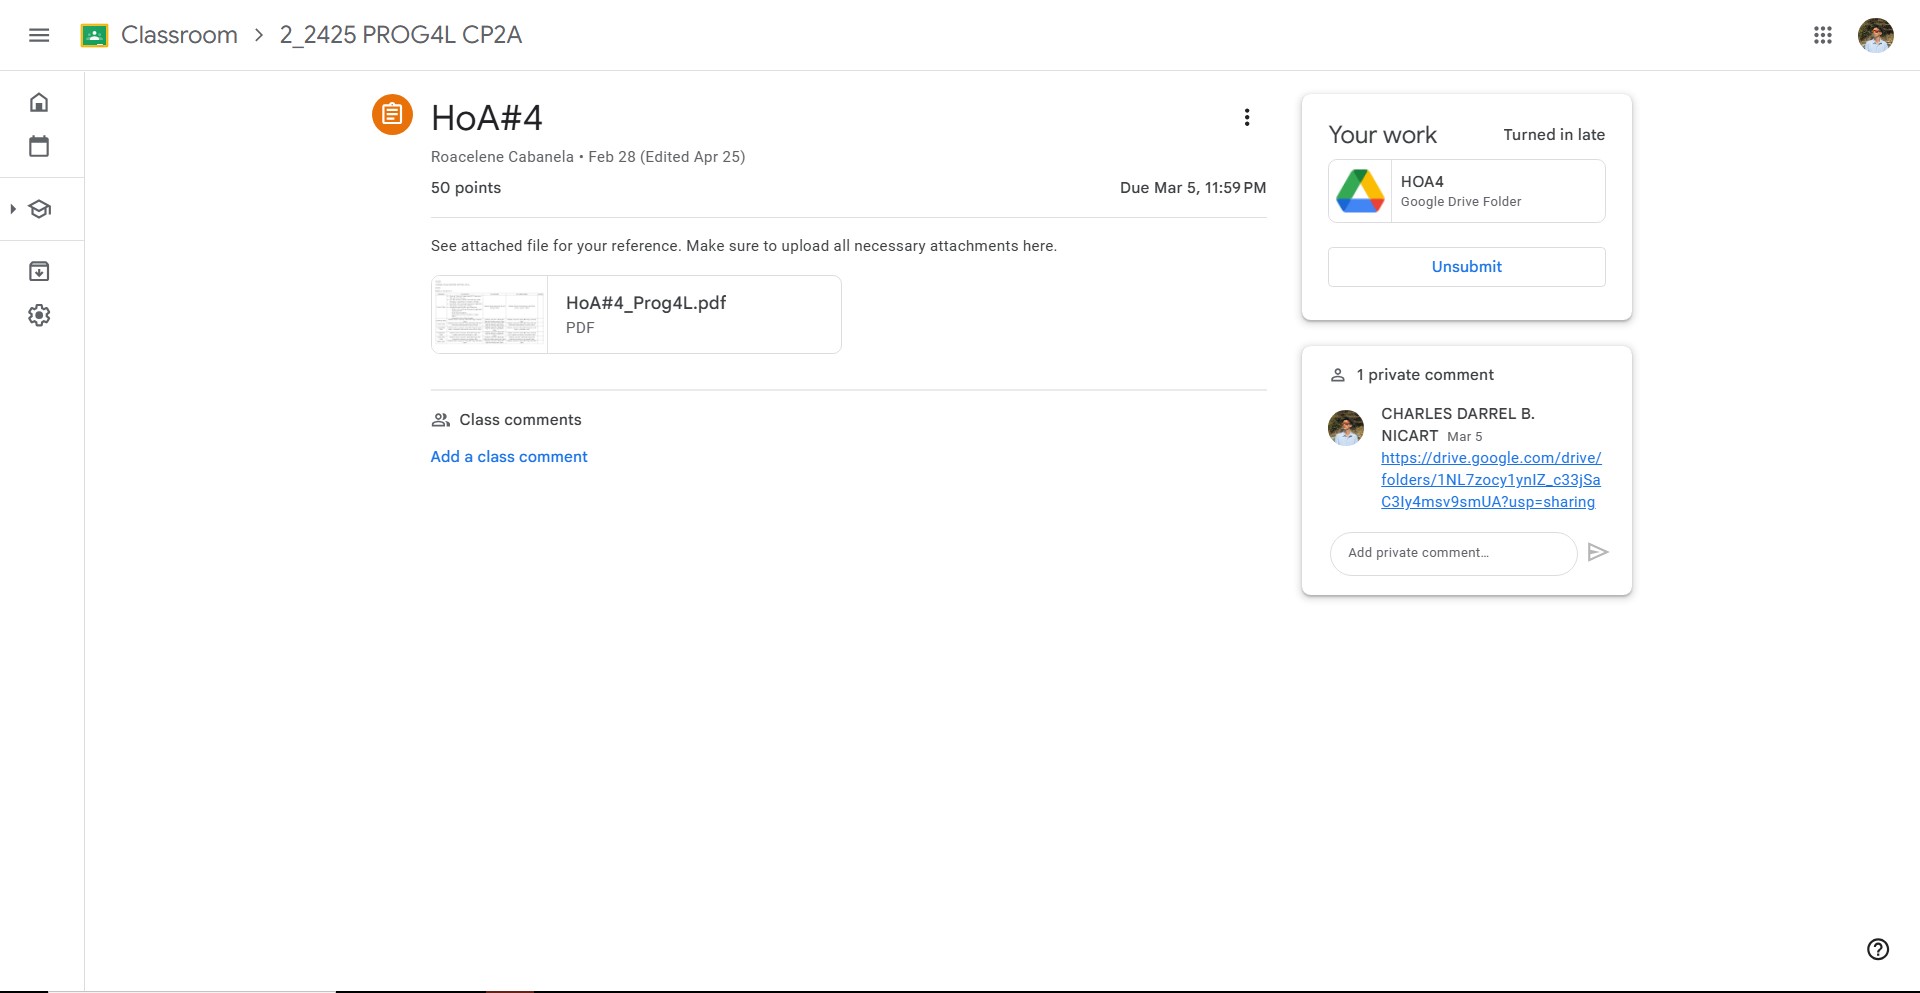 Classroom > 2_2425 PROG4L CP2A
HoA#4
Roacelene Cabanela • Feb 28 (Edited Apr 25)
50 points
Due Mar 5, 11:59 PM
See attached file for your reference. Make sure to upload all necessary attachments here.
HoA#4_Prog4L.pdf
PDF
Class comments
Add a class comment
Your work
Turned in late
HOA4
Google Drive Folder
Unsubmit
1 private comment
CHARLES DARREL B.
NICART Mar 5
https://drive.google.com/drive/
folders/1NL7zocy1ynIZ_c33jSa
C3Iy4msv9smUA?usp=sharing
Add private comment…